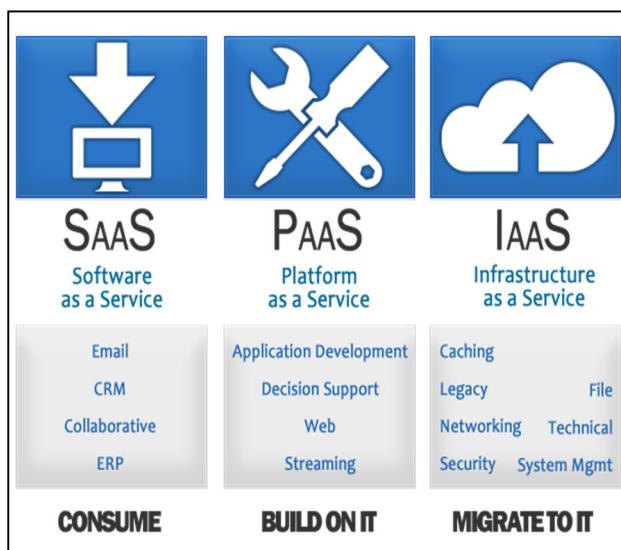 SAAS
Software
as a Service
Email
CRM
Collaborative
ERP
CONSUME
PAAS
Platform
as a Service
Application Development
Decision Support
Web
Streaming
BUILD ON IT
IAAS
Infrastructure
as a Service
Caching
Legacy File
Networking Technical
Security System Mgmt
MIGRATE TO IT